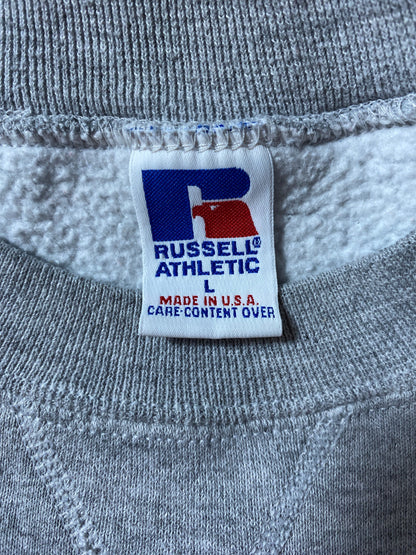 RUSSELL®
ATHLETIC
L
MADE IN U.S.A.
CARE-CONTENT OVER